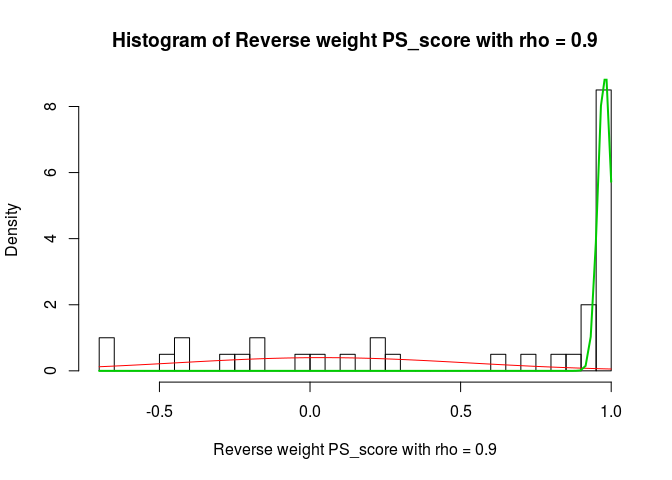 Histogram of Reverse weight PS_score with rho = 0.9
Density
8
6
4
2
0
-0.5 0.0 0.5 1.0
Reverse weight PS_score with rho = 0.9